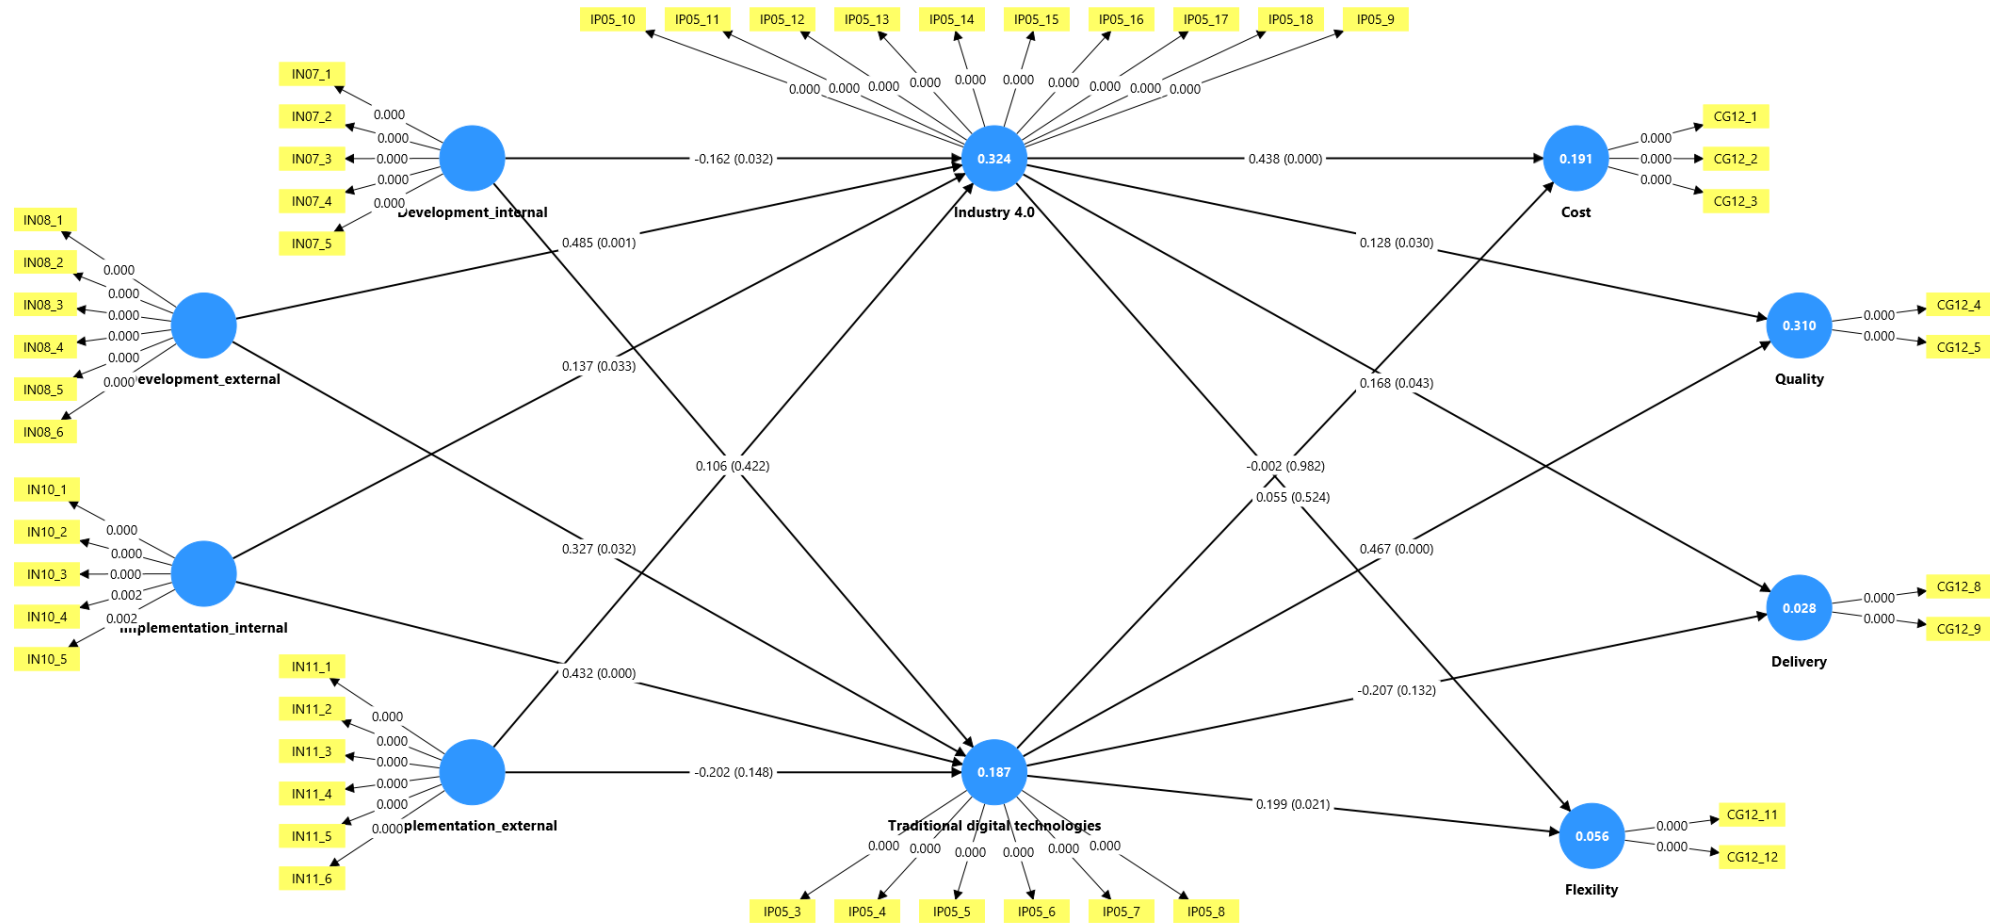 IP05_10 IP05_11 IP05_12 IP05_13 IP05_14 IP05_15 IP05_16 IP05_17 IP05_18 IP05_9
0.000 0.000 0.000 0.000 0.000 0.000 0.000 0.000 0.000 0.000
IN07_1
IN07_2
IN07_3
IN07_4
IN07_5
0.000
0.000
0.000
0.000
0.000
Development_internal
-0.162 (0.032)
0.324
Industry 4.0
0.438 (0.000)
0.191
Cost
0.000
0.000
0.000
CG12_1
CG12_2
CG12_3
IN08_1
IN08_2
IN08_3
IN08_4
IN08_5
IN08_6
0.000
0.000
0.000
0.000
0.000
0.000
evelopment_external
0.485 (0.001)
0.128 (0.030)
0.310
Quality
0.000
0.000
CG12_4
CG12_5
0.137 (0.033)
0.168 (0.043)
0.106 (0.422)
-0.002 (0.982)
0.055 (0.524)
IN10_1
IN10_2
IN10_3
IN10_4
IN10_5
0.000
0.000
0.000
0.002
0.002
Implementation_internal
0.327 (0.032)
0.467 (0.000)
0.028
Delivery
0.000
0.000
CG12_8
CG12_9
0.432 (0.000)
-0.207 (0.132)
IN11_1
IN11_2
IN11_3
IN11_4
IN11_5
IN11_6
0.000
0.000
0.000
0.000
0.000
0.000
plementation_external
-0.202 (0.148)
0.187
Traditional digital technologies
0.199 (0.021)
0.056
Flexility
0.000
0.000
CG12_11
CG12_12
0.000 0.000 0.000 0.000 0.000 0.000
IP05_3 IP05_4 IP05_5 IP05_6 IP05_7 IP05_8